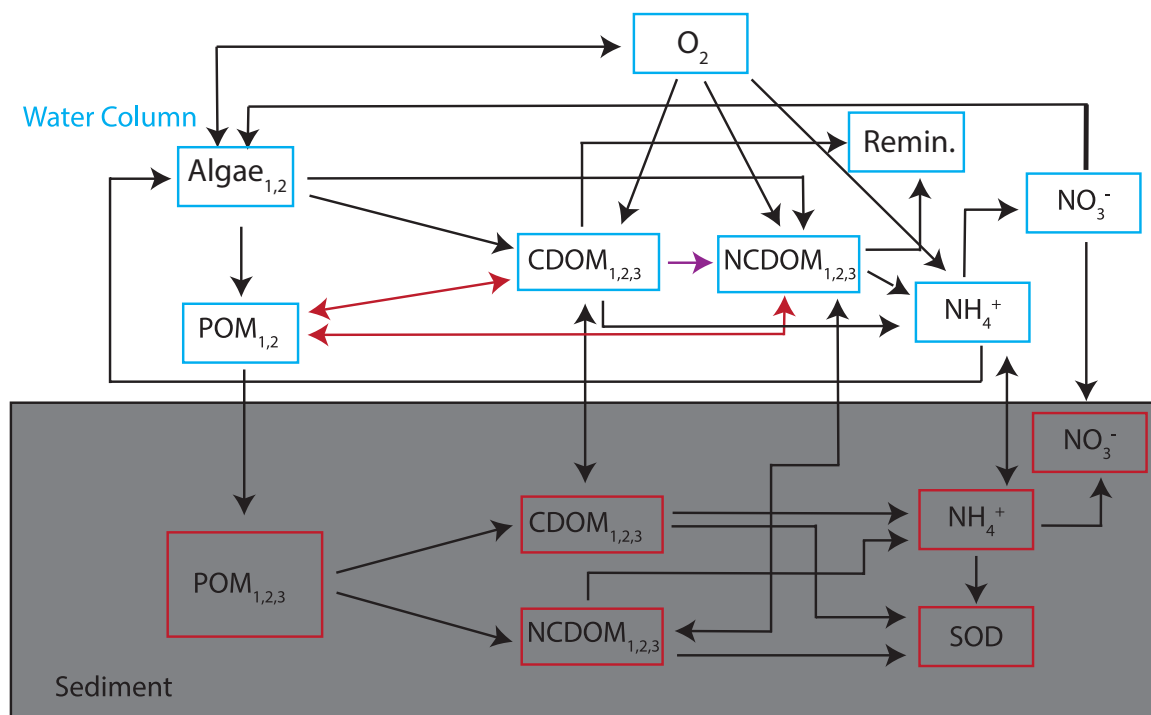 O₂
Water Column
Remin.
Algae₁,₂
NO₃⁻
CDOM₁,₂,₃
NCDOM₁,₂,₃
NH₄⁺
POM₁,₂
NO₃⁻
CDOM₁,₂,₃
NH₄⁺
POM₁,₂,₃
NCDOM₁,₂,₃
SOD
Sediment